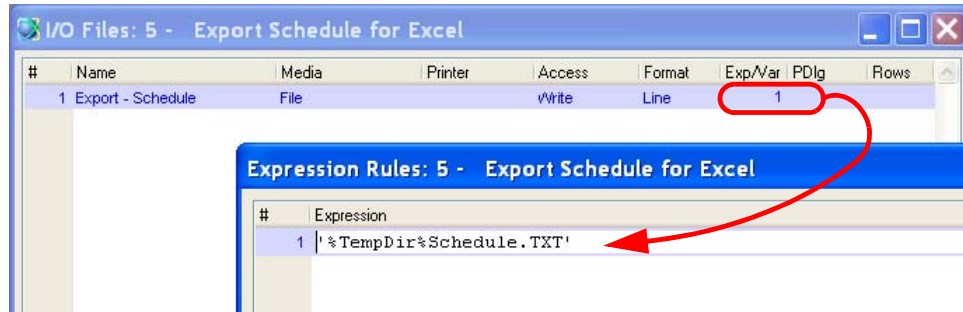 I/O Files: 5 - Export Schedule for Excel
# Name Media Printer Access Format Exp/Var PDlg Rows
1 Export - Schedule File Write Line 1
Expression Rules: 5 - Export Schedule for Excel
# Expression
1 '%TempDir%Schedule.TXT'